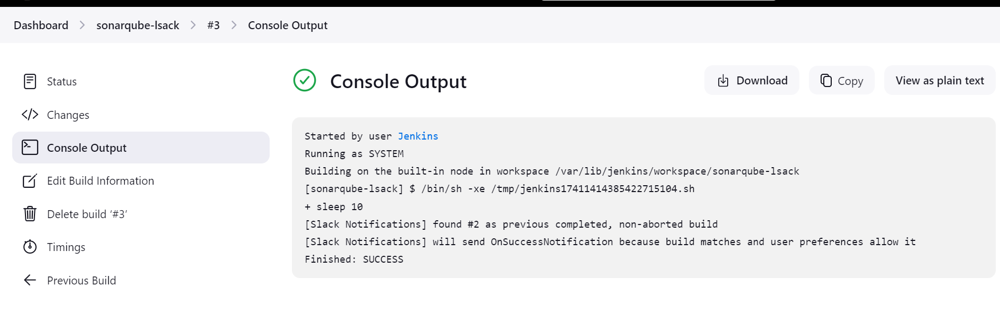 Dashboard > sonarqube-lsack > #3 > Console Output
Status
Changes
Console Output
Edit Build Information
Delete build ‘#3’
Timings
Previous Build
Console Output
Download
Copy
View as plain text
Started by user Jenkins
Running as SYSTEM
Building on the built-in node in workspace /var/lib/jenkins/workspace/sonarqube-lsack
[sonarqube-lsack] $ /bin/sh -xe /tmp/jenkins17411414385422715104.sh
+ sleep 10
[Slack Notifications] found #2 as previous completed, non-aborted build
[Slack Notifications] will send OnSuccessNotification because build matches and user preferences allow it
Finished: SUCCESS